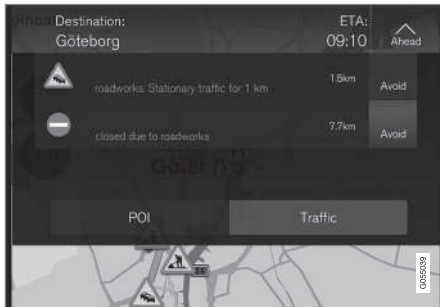 Destination:
ETA:
Göteborg
09:10
Ahead
roadworks Stationary traffic for 1 km
1.5km
Avoid
closed due to roadworks
7.7km
Avoid
POI
Traffic
G055039